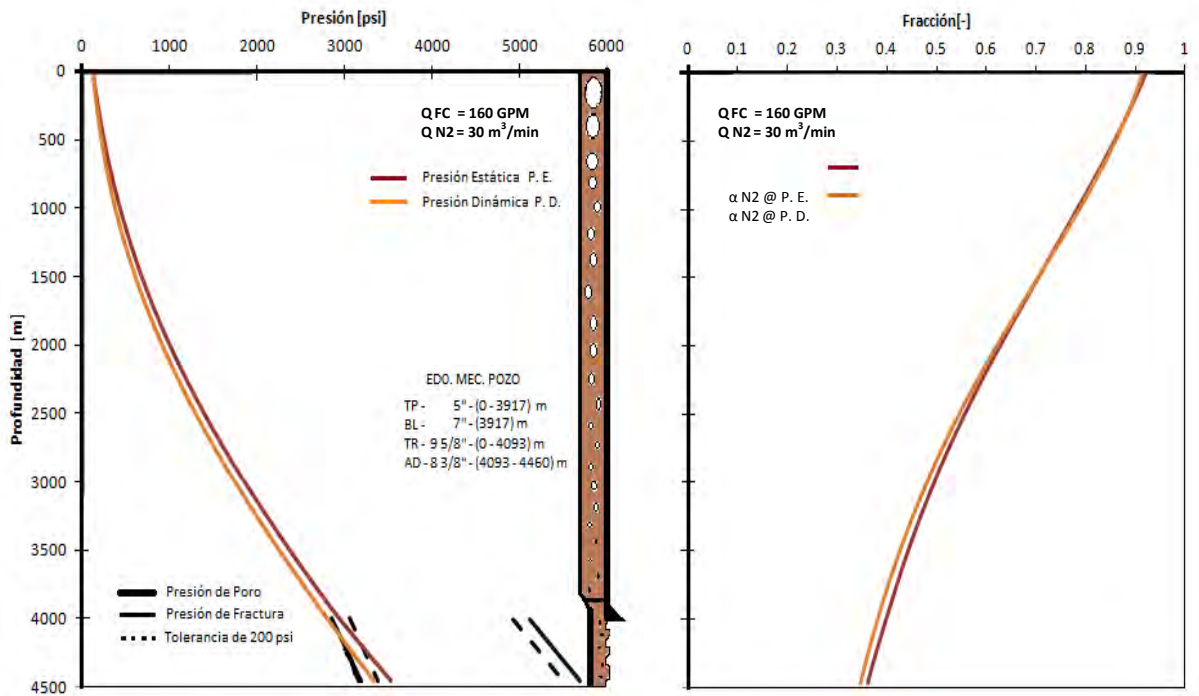 Presión [psi]
0 1000 2000 3000 4000 5000 6000
0
500
1000
1500
2000
2500
3000
3500
4000
4500
Profundidad [m]
Q FC = 160 GPM
Q N2 = 30 m³/min
Presión Estática P. E.
Presión Dinámica P. D.
EDO. MEC. POZO
TP - 5" - (0 - 3917) m
BL - 7" - (3917) m
TR - 9 5/8" - (0 - 4093) m
AD - 8 3/8" - (4093 - 4460) m
Presión de Poro
Presión de Fractura
Tolerancia de 200 psi
Fracción[-]
0 0.1 0.2 0.3 0.4 0.5 0.6 0.7 0.8 0.9 1
Q FC = 160 GPM
Q N2 = 30 m³/min
α N2 @ P. E.
α N2 @ P. D.